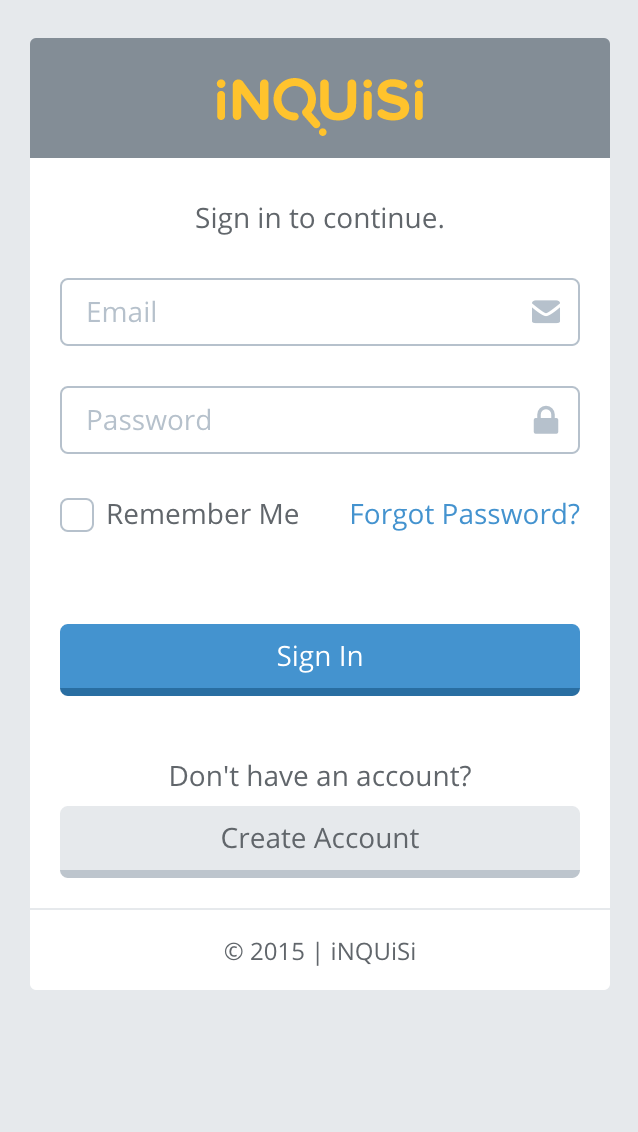 iNQUiSi
Sign in to continue.
Email
Password
Remember Me Forgot Password?
Sign In
Don't have an account?
Create Account
© 2015 | iNQUiSi